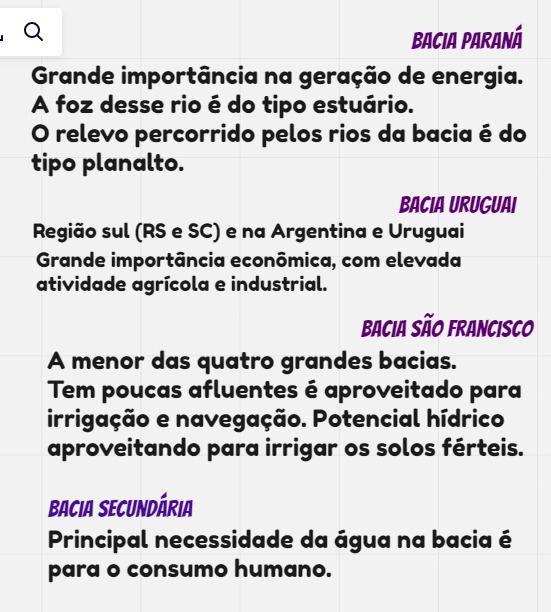 BACIA PARANÁ
Grande importância na geração de energia.
A foz desse rio é do tipo estuário.
O relevo percorrido pelos rios da bacia é do
tipo planalto.
BACIA URUGUAI
Região sul (RS e SC) e na Argentina e Uruguai
Grande importância econômica, com elevada
atividade agrícola e industrial.
BACIA SÃO FRANCISCO
A menor das quatro grandes bacias.
Tem poucas afluentes é aproveitado para
irrigação e navegação. Potencial hídrico
aproveitando para irrigar os solos férteis.
BACIA SECUNDÁRIA
Principal necessidade da água na bacia é
para o consumo humano.